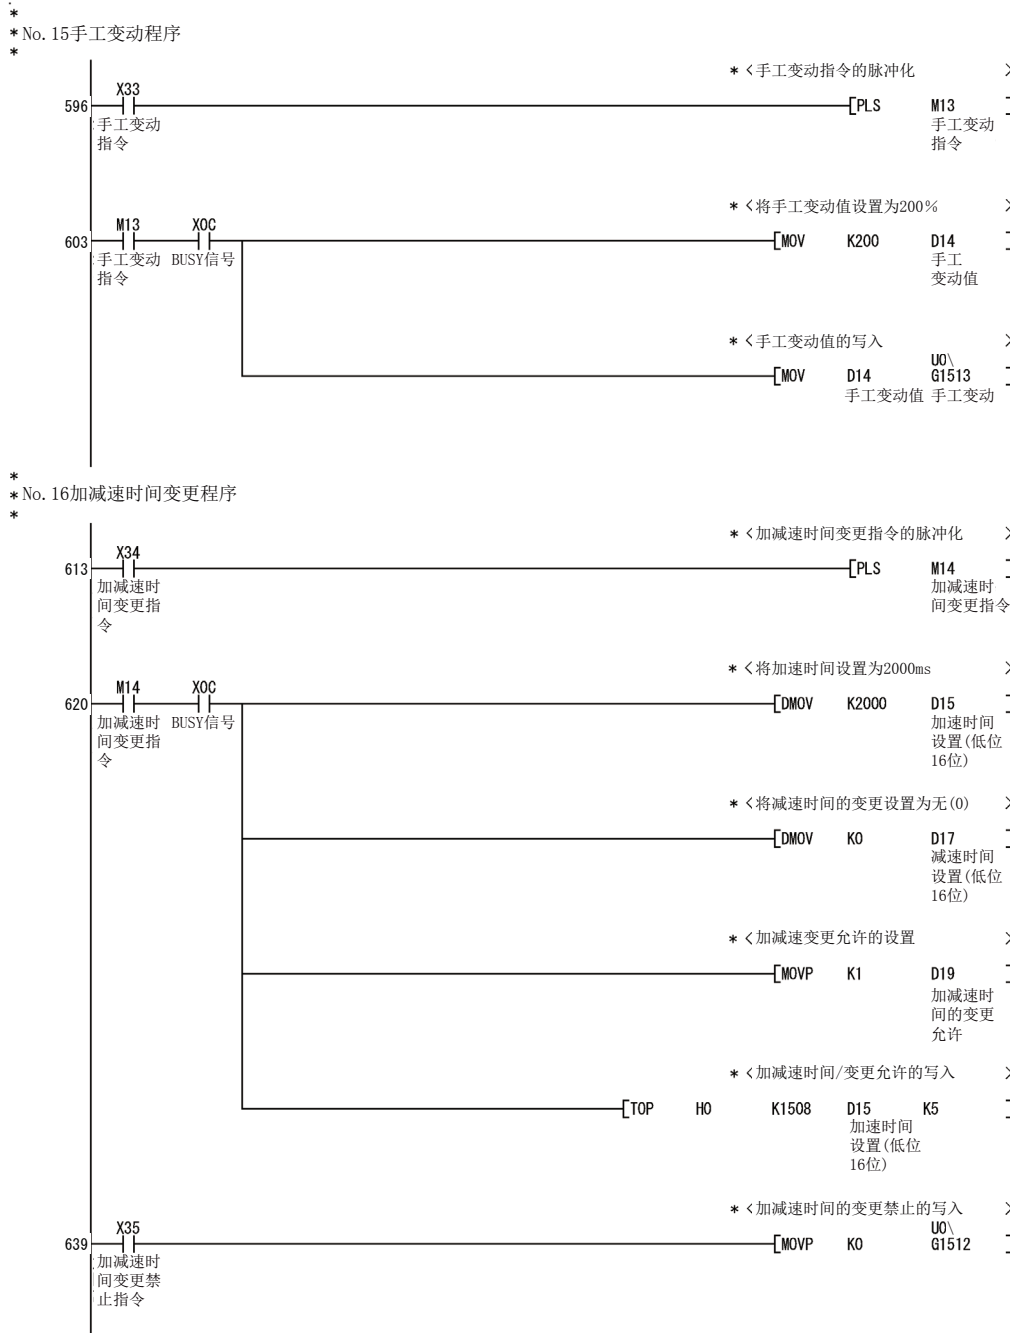 *
*No.15手工变动程序
*
*<手工变动指令的脉冲化 >
X33
596 [PLS M13 ]
手工变动 手工变动
指令 指令
*<将手工变动值设置为200% >
M13 X0C
603 [MOV K200 D14 ]
手工变动 BUSY信号 手工
指令 变动值
*<手工变动值的写入 >
U0\
[MOV D14 G1513 ]
手工变动值 手工变动
*
*No.16加减速时间变更程序
*
*<加减速时间变更指令的脉冲化 >
X34
613 [PLS M14 ]
加减速时 加减速时
间变更指 间变更指令
令
*<将加速时间设置为2000ms >
M14 X0C
620 [DMOV K2000 D15 ]
加减速时 BUSY信号 加速时间
间变更指 设置(低位
令 16位)
*<将减速时间的变更设置为无(0) >
[DMOV K0 D17 ]
减速时间
设置(低位
16位)
*<加减速变更允许的设置 >
[MOVP K1 D19 ]
加减速时
间的变更
允许
*<加减速时间/变更允许的写入 >
[TOP H0 K1508 D15 K5 ]
加速时间
设置(低位
16位)
*<加减速时间的变更禁止的写入 >
X35 U0\
639 [MOVP K0 G1512 ]
加减速时
间变更禁
止指令